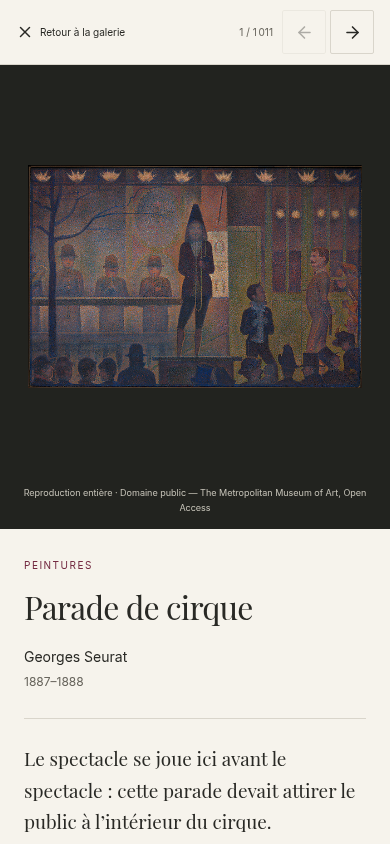 Retour à la galerie
1 / 1 011
Reproduction entière · Domaine public — The Metropolitan Museum of Art, Open
Access
PEINTURES
Parade de cirque
Georges Seurat
1887–1888
Le spectacle se joue ici avant le
spectacle : cette parade devait attirer le
public à l’intérieur du cirque.